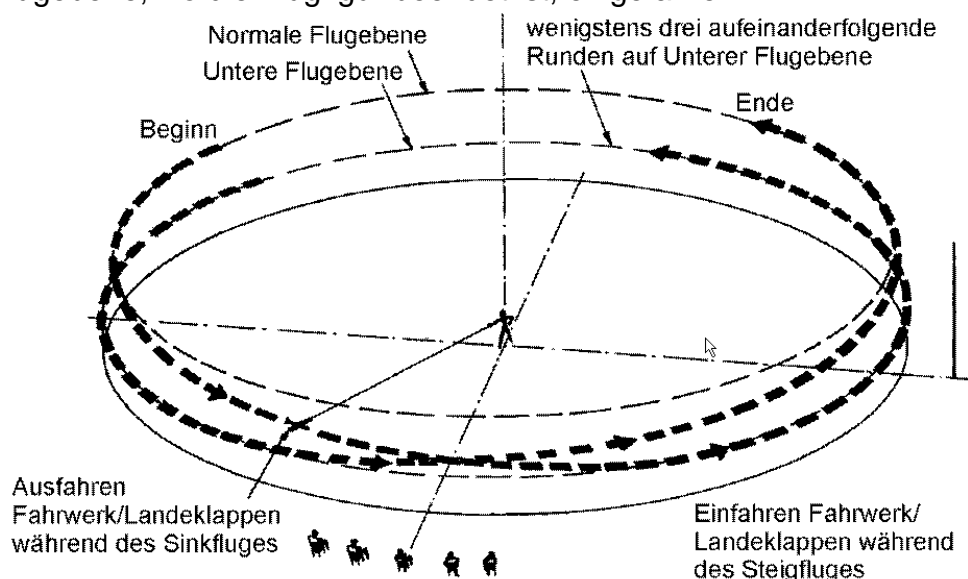 Normale Flugebene
Untere Flugebene
wenigstens drei aufeinanderfolgende
Runden auf Unterer Flugebene
Beginn
Ende
Ausfahren
Fahrwerk/Landeklappen
während des Sinkfluges
Einfahren Fahrwerk/
Landeklappen während
des Steigfluges